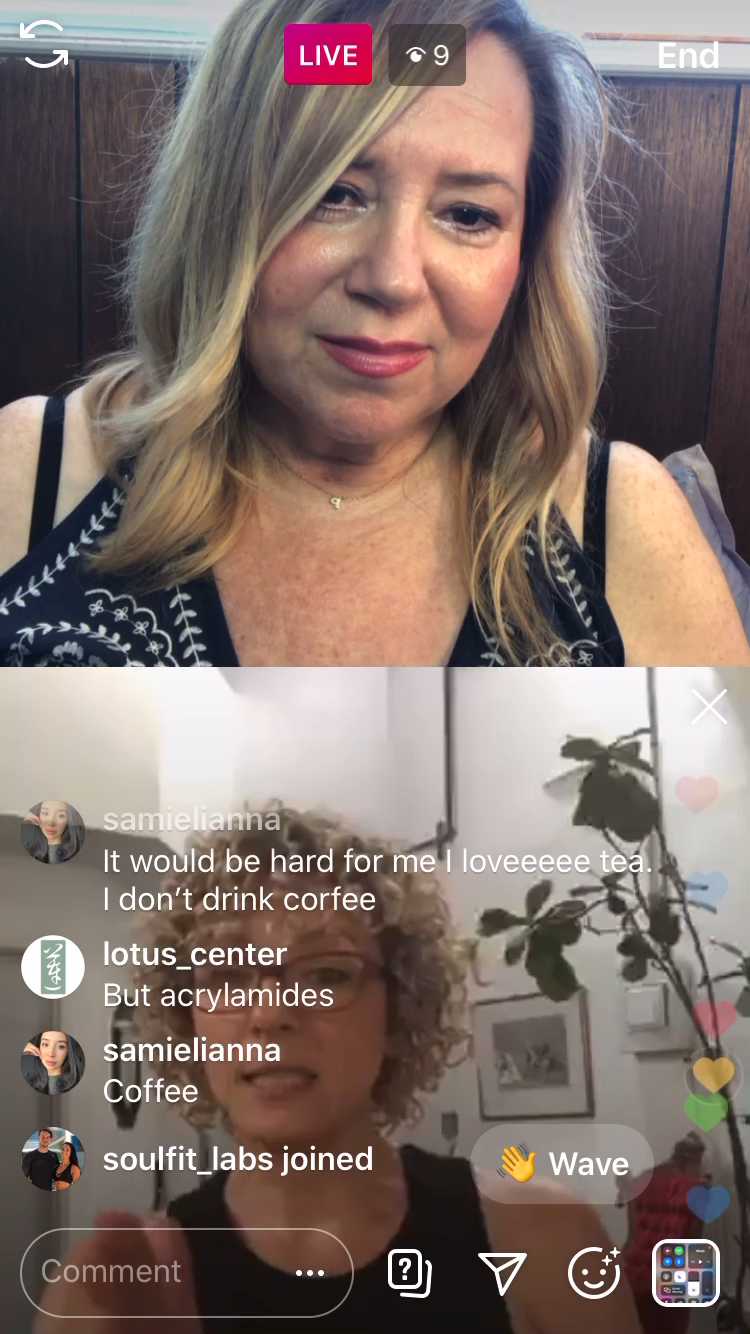 LIVE
9
End
samielianna
It would be hard for me I loveeeee tea.
I don’t drink corfee
lotus_center
But acrylamides
samielianna
Coffee
soulfit_labs joined
👋 Wave
Comment